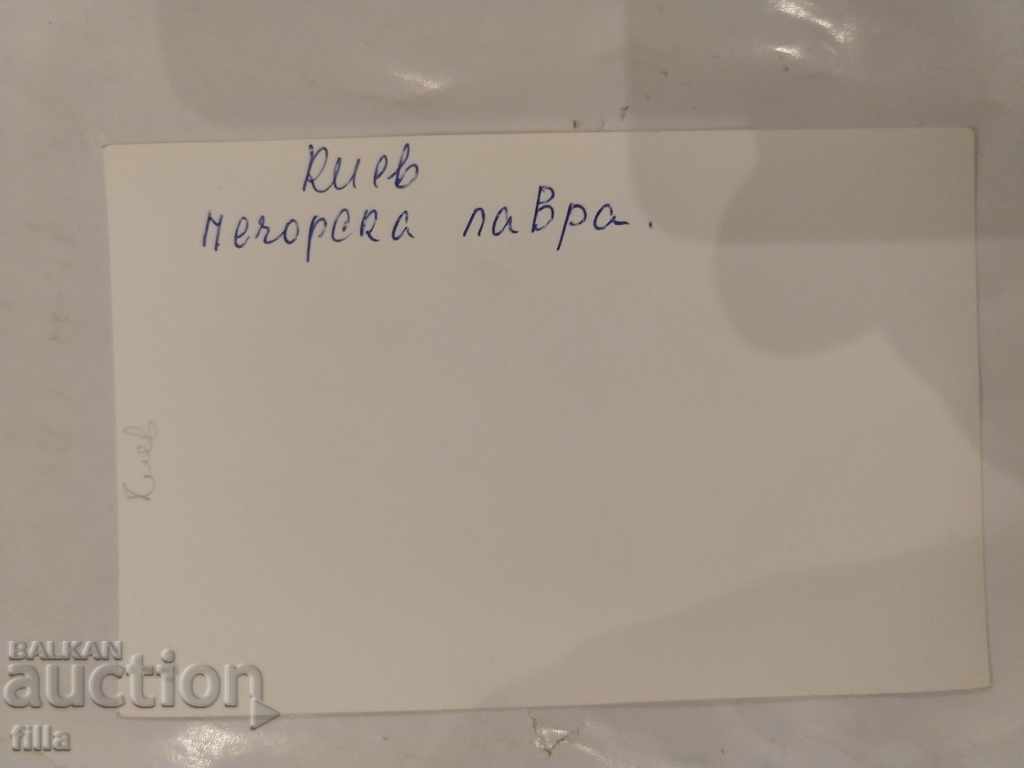 Киев
печорска лавра.
Киев
BALKAN
auction
filla